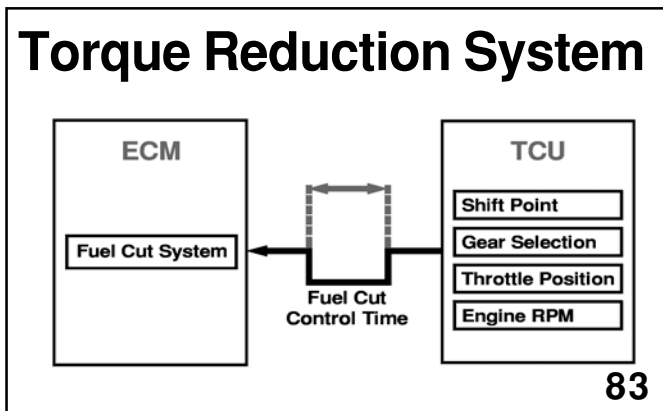 Torque Reduction System
ECM
Fuel Cut System
Fuel Cut
Control Time
TCU
Shift Point
Gear Selection
Throttle Position
Engine RPM
83